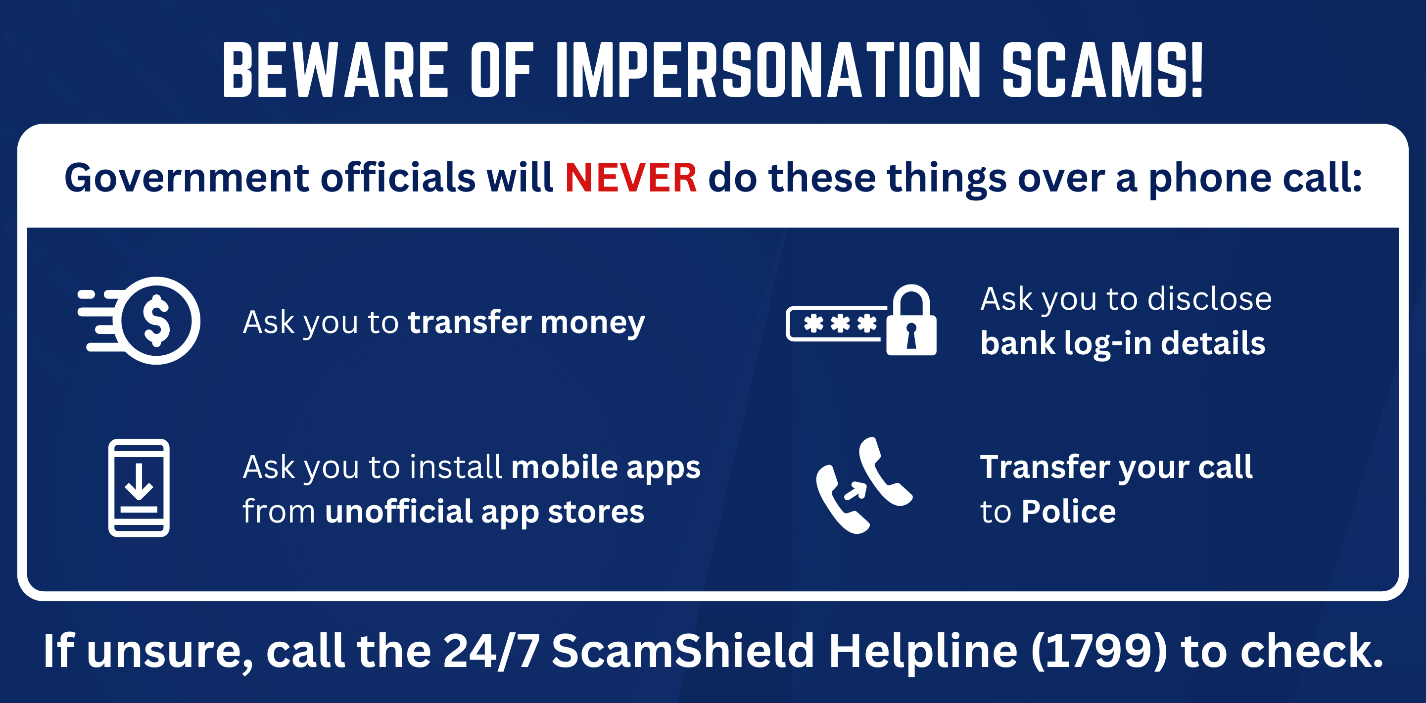 BEWARE OF IMPERSONATION SCAMS!
Government officials will NEVER do these things over a phone call:
Ask you to transfer money
Ask you to disclose
bank log-in details
Ask you to install mobile apps
from unofficial app stores
Transfer your call
to Police
If unsure, call the 24/7 ScamShield Helpline (1799) to check.